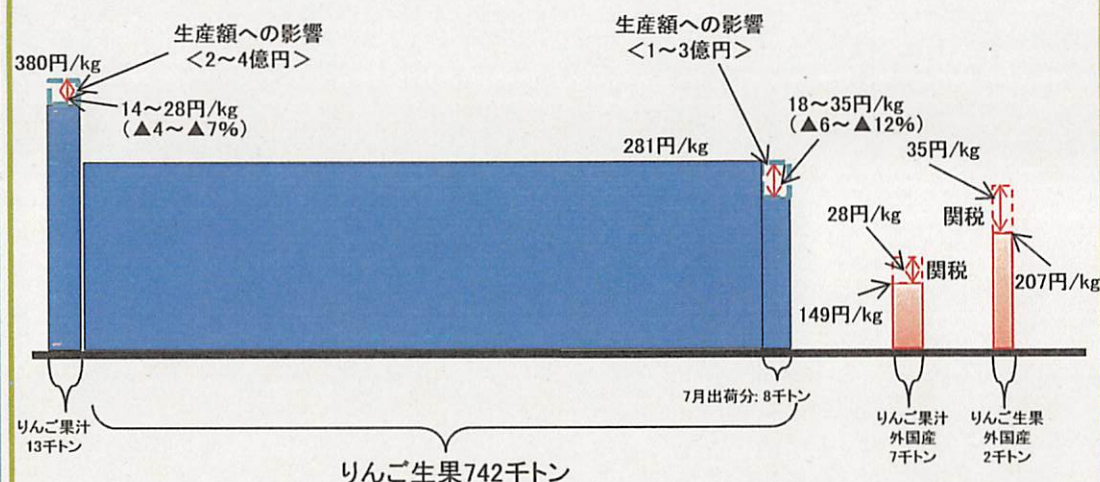 生産額への影響
＜2～4億円＞
380円/kg
14～28円/kg
（▲4～▲7%）
生産額への影響
＜1～3億円＞
281円/kg
18～35円/kg
（▲6～▲12%）
35円/kg
28円/kg
関税
関税
149円/kg
207円/kg
7月出荷分: 8千トン
りんご果汁
13千トン
りんご生果742千トン
りんご果汁
外国産
7千トン
りんご生果
外国産
2千トン